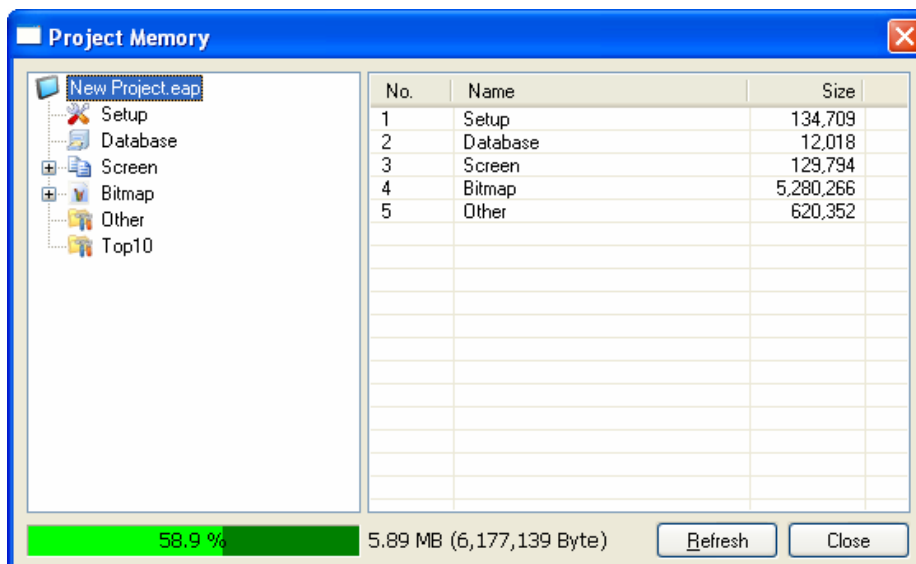 Project Memory
New Project.eap
Setup
Database
Screen
Bitmap
Other
Top10
No. Name Size
1 Setup 134,709
2 Database 12,018
3 Screen 129,794
4 Bitmap 5,280,266
5 Other 620,352
58.9 % 5.89 MB (6,177,139 Byte) Refresh Close